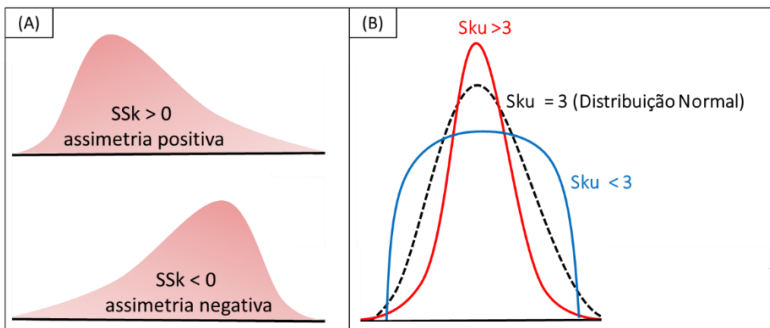 (A)
SSk > 0
assimetria positiva
SSk < 0
assimetria negativa
(B)
Sku >3
Sku = 3 (Distribuição Normal)
Sku < 3